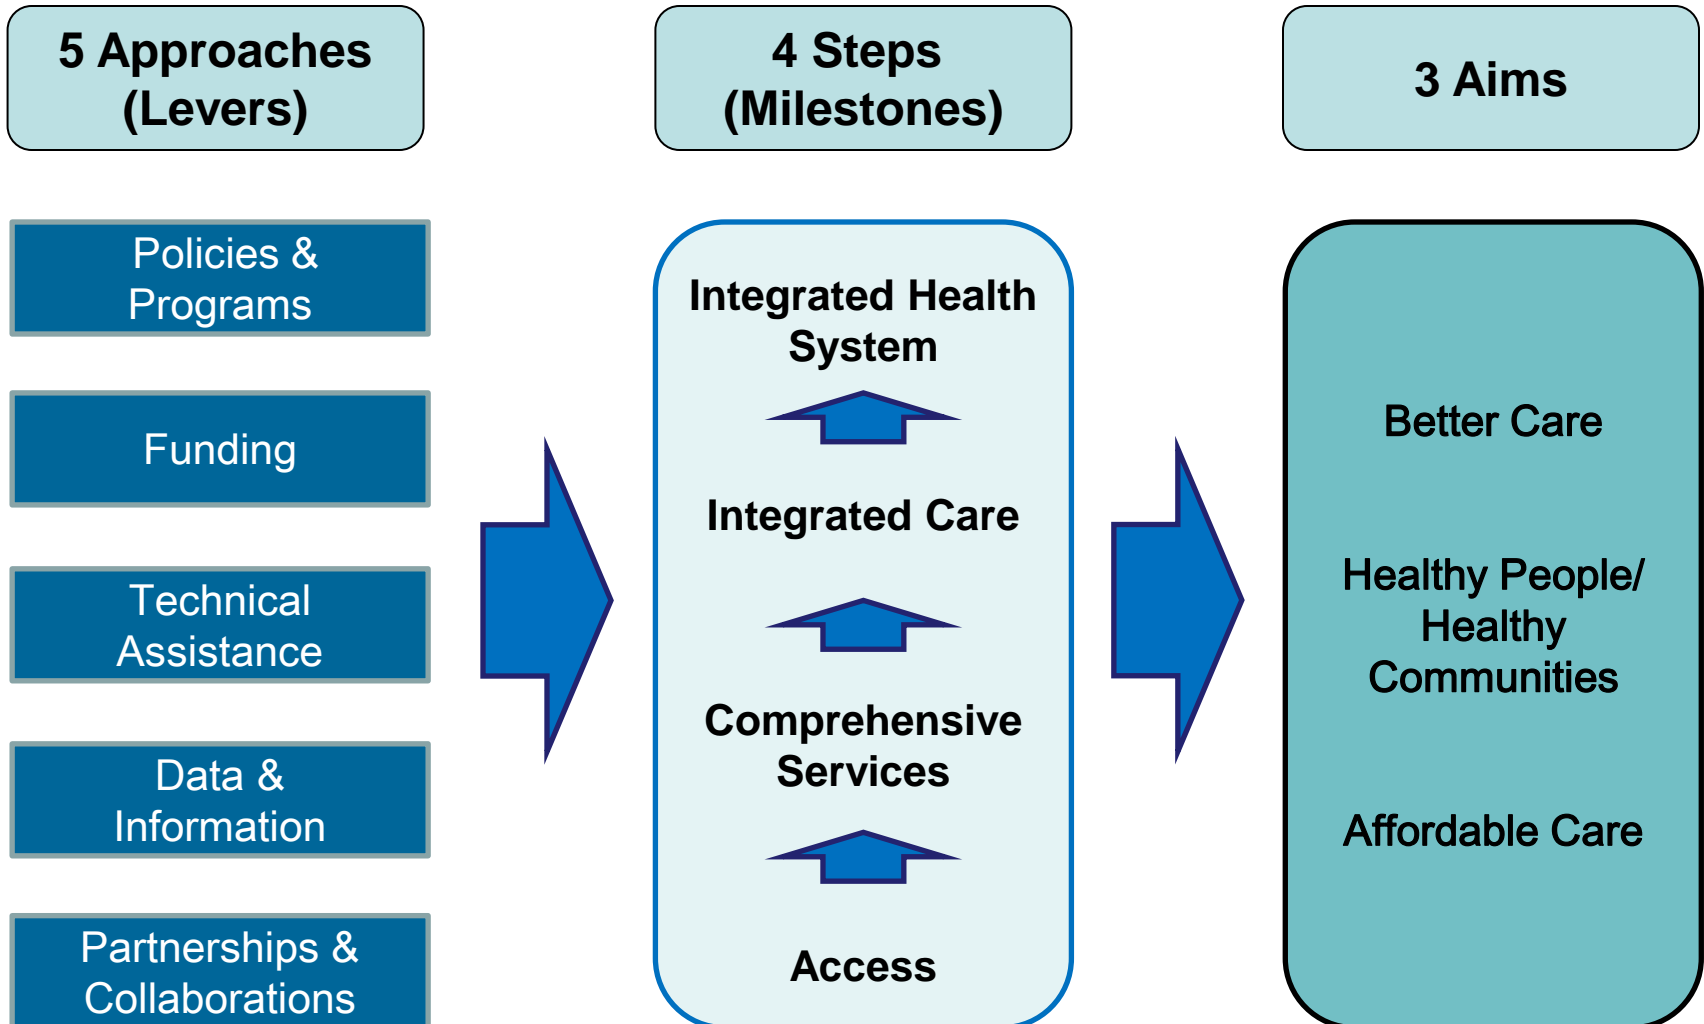 5 Approaches
(Levers)
4 Steps
(Milestones)
3 Aims
Policies &
Programs
Funding
Technical
Assistance
Data &
Information
Partnerships &
Collaborations
Integrated Health
System
Integrated Care
Comprehensive
Services
Access
Better Care
Healthy People/
Healthy
Communities
Affordable Care